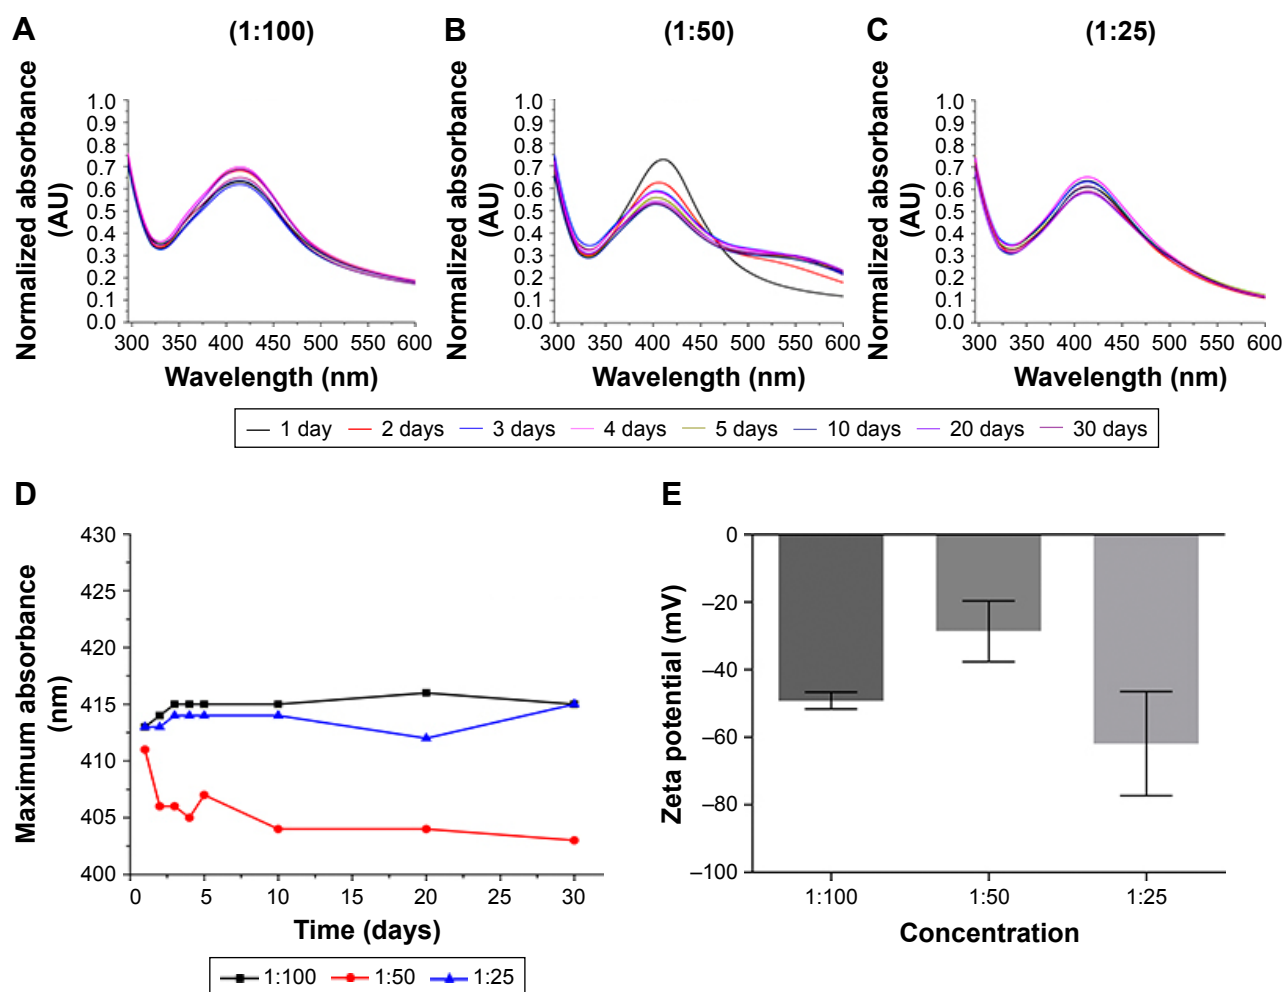 A (1:100)
B (1:50)
C (1:25)
Normalized absorbance
(AU)
1.0
0.9
0.8
0.7
0.6
0.5
0.4
0.3
0.2
0.1
0.0
300 350 400 450 500 550 600
Wavelength (nm)
Normalized absorbance
(AU)
1.0
0.9
0.8
0.7
0.6
0.5
0.4
0.3
0.2
0.1
0.0
300 350 400 450 500 550 600
Wavelength (nm)
Normalized absorbance
(AU)
1.0
0.9
0.8
0.7
0.6
0.5
0.4
0.3
0.2
0.1
0.0
300 350 400 450 500 550 600
Wavelength (nm)
1 day 2 days 3 days 4 days 5 days 10 days 20 days 30 days
D
Maximum absorbance
(nm)
430
425
420
415
410
405
400
0 5 10 15 20 25 30
Time (days)
1:100 1:50 1:25
E
Zeta potential (mV)
0
–20
–40
–60
–80
–100
1:100 1:50 1:25
Concentration